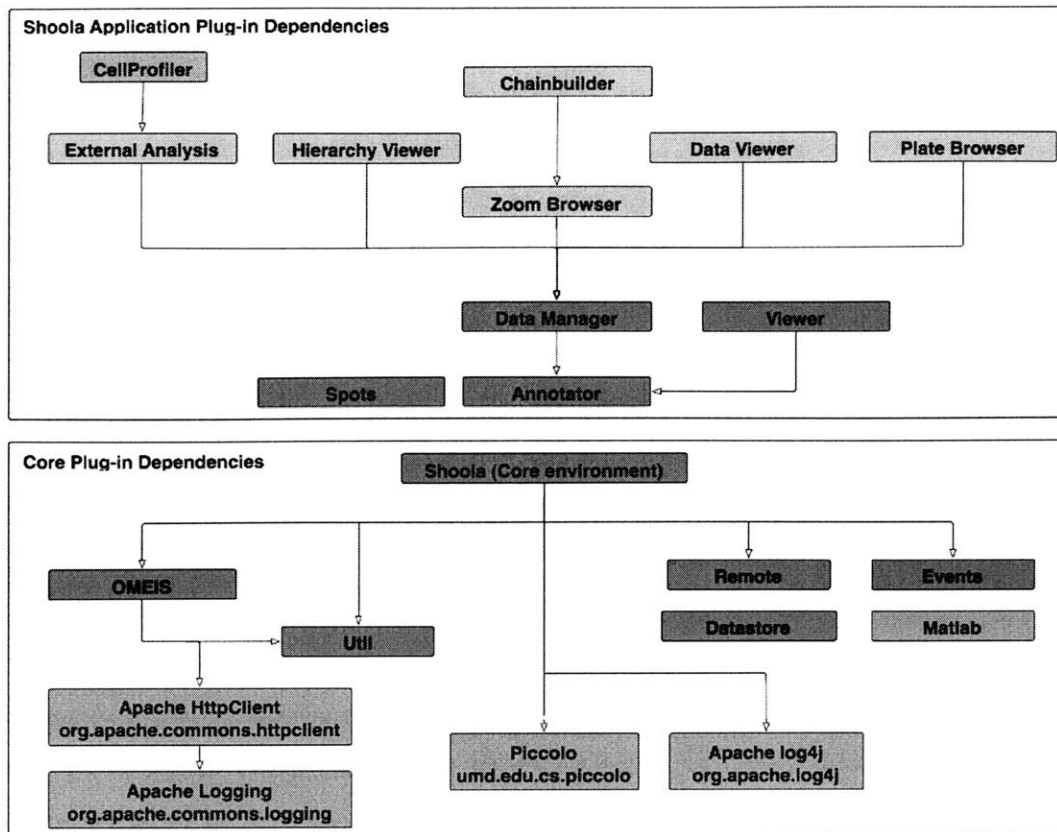 Shoola Application Plug-in Dependencies
CellProfiler
Chainbuilder
External Analysis
Hierarchy Viewer
Data Viewer
Plate Browser
Zoom Browser
Data Manager
Viewer
Spots
Annotator
Core Plug-in Dependencies
Shoola (Core environment)
OMEIS
Remote
Events
Util
Datastore
Matlab
Apache HttpClient
org.apache.commons.httpclient
Piccolo
umd.edu.cs.piccolo
Apache log4j
org.apache.log4j
Apache Logging
org.apache.commons.logging